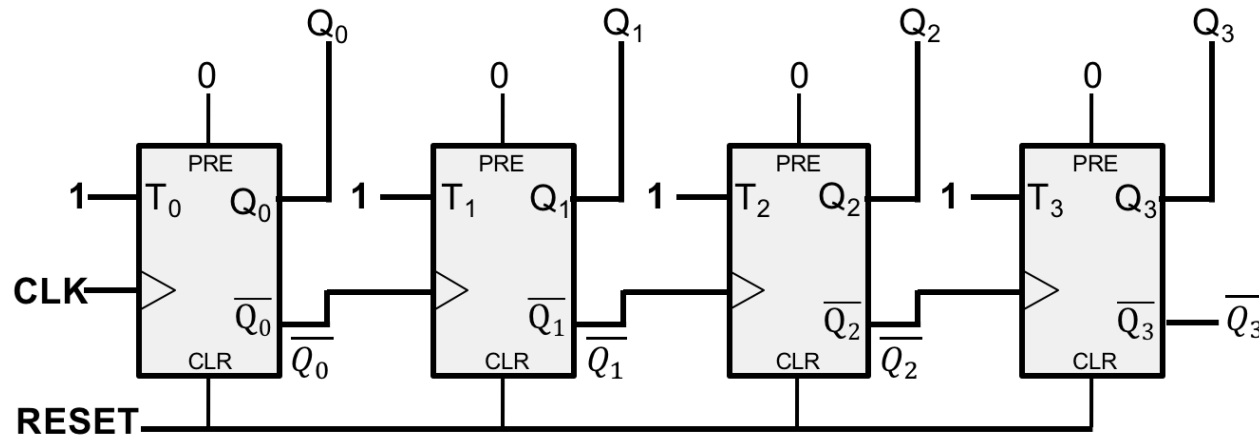 Q₀ Q₁ Q₂ Q₃
0 0 0 0
PRE PRE PRE PRE
1 T₀ Q₀ 1 T₁ Q₁ 1 T₂ Q₂ 1 T₃ Q₃
CLK
Q̅₀ Q̅₁ Q̅₂ Q̅₃ Q̅₃
Q̅₀ Q̅₁ Q̅₂
CLR CLR CLR CLR
RESET